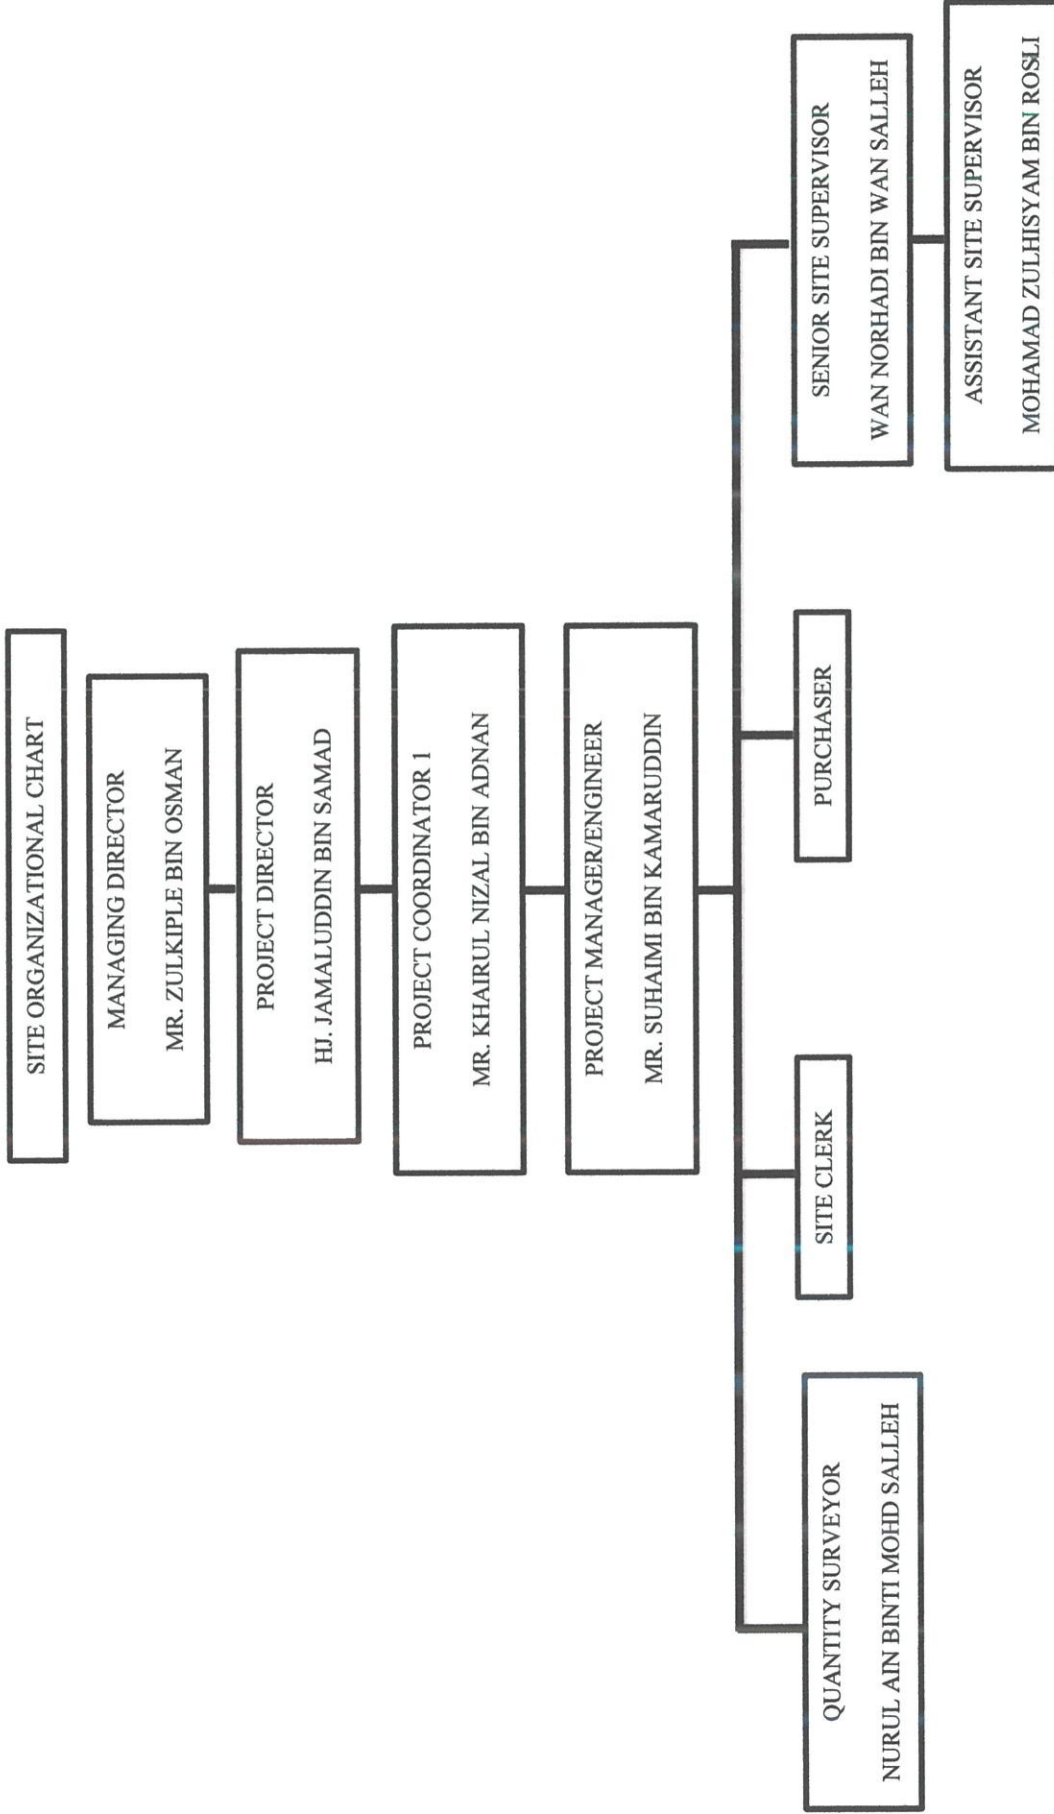 SITE ORGANIZATIONAL CHART
MANAGING DIRECTOR
MR. ZULKIPLE BIN OSMAN
PROJECT DIRECTOR
HJ. JAMALUDDIN BIN SAMAD
PROJECT COORDINATOR 1
MR. KHAIRUL NIZAL BIN ADNAN
PROJECT MANAGER/ENGINEER
MR. SUHAIMI BIN KAMARUDDIN
QUANTITY SURVEYOR
NURUL AIN BINTI MOHD SALLEH
SITE CLERK
PURCHASER
SENIOR SITE SUPERVISOR
WAN NORHADI BIN WAN SALLEH
ASSISTANT SITE SUPERVISOR
MOHAMAD ZULHISYAM BIN ROSLI